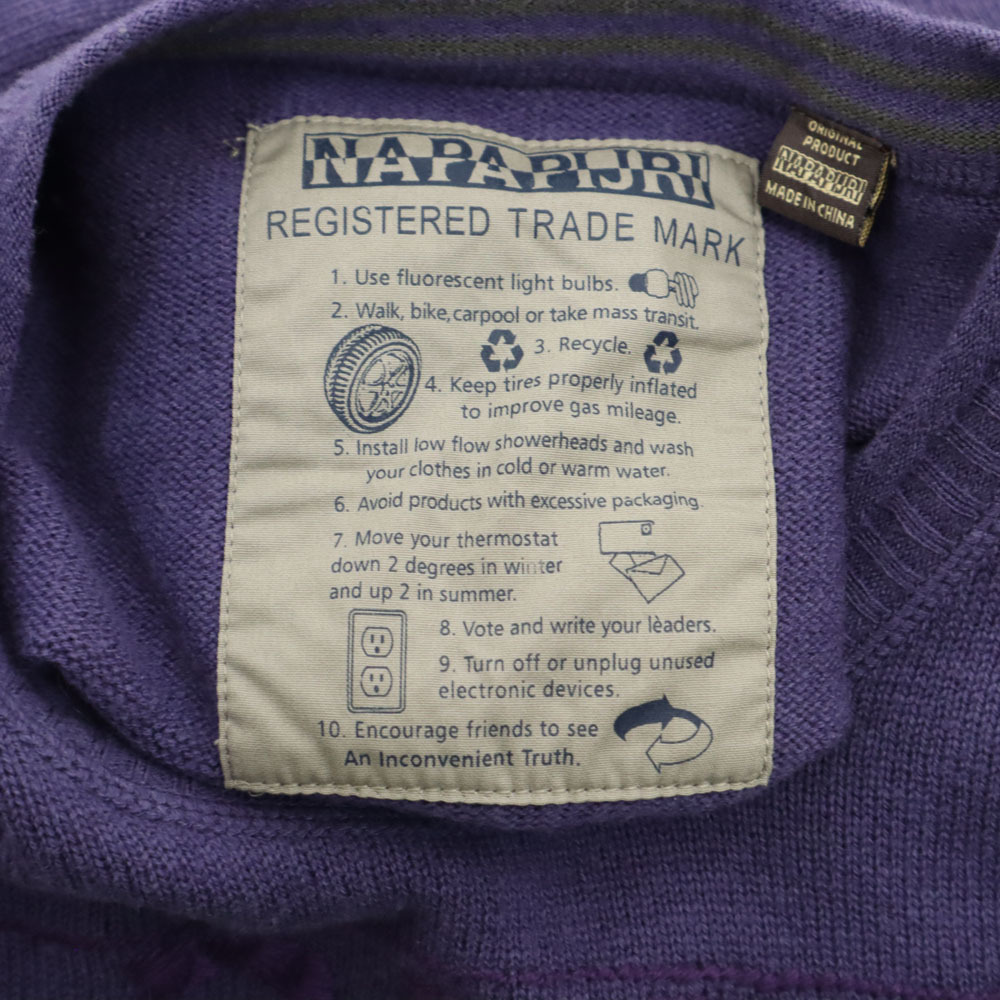 NAPAPIJRI
REGISTERED TRADE MARK
1. Use fluorescent light bulbs.
2. Walk, bike, carpool or take mass transit.
3. Recycle.
4. Keep tires properly inflated
to improve gas mileage.
5. Install low flow showerheads and wash
your clothes in cold or warm water.
6. Avoid products with excessive packaging.
7. Move your thermostat
down 2 degrees in winter
and up 2 in summer.
8. Vote and write your leaders.
9. Turn off or unplug unused
electronic devices.
10. Encourage friends to see
An Inconvenient Truth.
ORIGINAL
PRODUCT
NAPAPIJRI
MADE IN CHINA